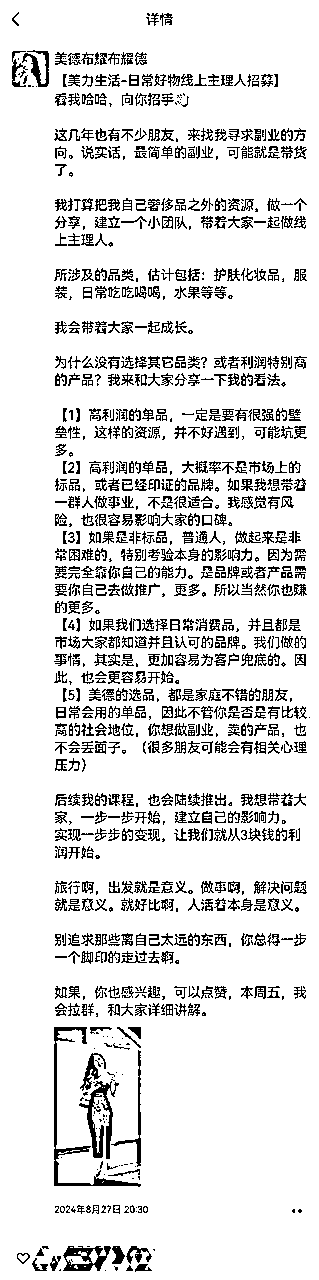 详情
美德布耀布耀德
【美力生活-日常好物线上主理人招募】
看我哈哈，向你招手
这几年也有不少朋友，来找我寻求副业的方
向。说实话，最简单的副业，可能就是带货
了。
我打算把我自己奢侈品之外的资源，做一个
分享，建立一个小团队，带着大家一起做线
上主理人。
所涉及的品类，估计包括：护肤化妆品，服
装，日常吃吃喝喝，水果等等。
我会带着大家一起成长。
为什么没有选择其它品类？或者利润特别高
的产品？我来和大家分享一下我的看法。
【1】高利润的单品，一定是要有很强的壁
垒性，这样的资源，并不好遇到，可能坑更
多。
【2】高利润的单品，大概率不是市场上的
标品，或者已经印证的品牌。如果我想带着
一群人做事业，不是很适合。我感觉有风
险，也很容易影响大家的口碑。
【3】如果是非标品，普通人，做起来是非
常困难的，特别考验本身的影响力。因为需
要完全靠你自己的能力。是品牌或者产品需
要你自己去做推广，更多。所以当然你也赚
的更多。
【4】如果我们选择日常消费品，并且都是
市场大家都知道并且认可的品牌。我们做的
事情，其实是，更加容易为客户兜底的。因
此，也会更容易开始。
【5】美德的选品，都是家庭不错的朋友，
日常会用的单品，因此不管你是否是有比较
高的社会地位，你想做副业，卖的产品，也
不会丢面子。（很多朋友可能会有相关心理
压力）
后续我的课程，也会陆续推出。我想带着大
家，一步一步开始，建立自己的影响力。
实现一步步的变现，让我们就从3块钱的利
润开始。
旅行啊，出发就是意义。做事啊，解决问题
就是意义。就好比啊，人活着本身是意义。
别追求那些离自己太远的东西，你总得一步
一个脚印的走过去啊。
如果，你也感兴趣，可以点赞，本周五，我
会拉群，和大家详细讲解。
2024年8月27日 20:30